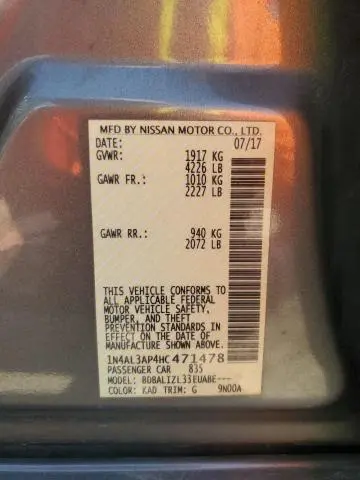 MFD BY NISSAN MOTOR CO., LTD.
DATE: 07/17
GVWR: 1917 KG
4226 LB
GAWR FR.: 1010 KG
2227 LB
GAWR RR.: 940 KG
2072 LB
THIS VEHICLE CONFORMS TO
ALL APPLICABLE FEDERAL
MOTOR VEHICLE SAFETY,
BUMPER, AND THEFT
PREVENTION STANDARDS
IN EFFECT ON THE
DATE OF MANUFACTURE
SHOWN ABOVE.
1N4AL3AP4HC471478
PASSENGER CAR 835
MODEL: BDBALIZL33EUABE---
COLOR: KAD TRIM: G 9N00A